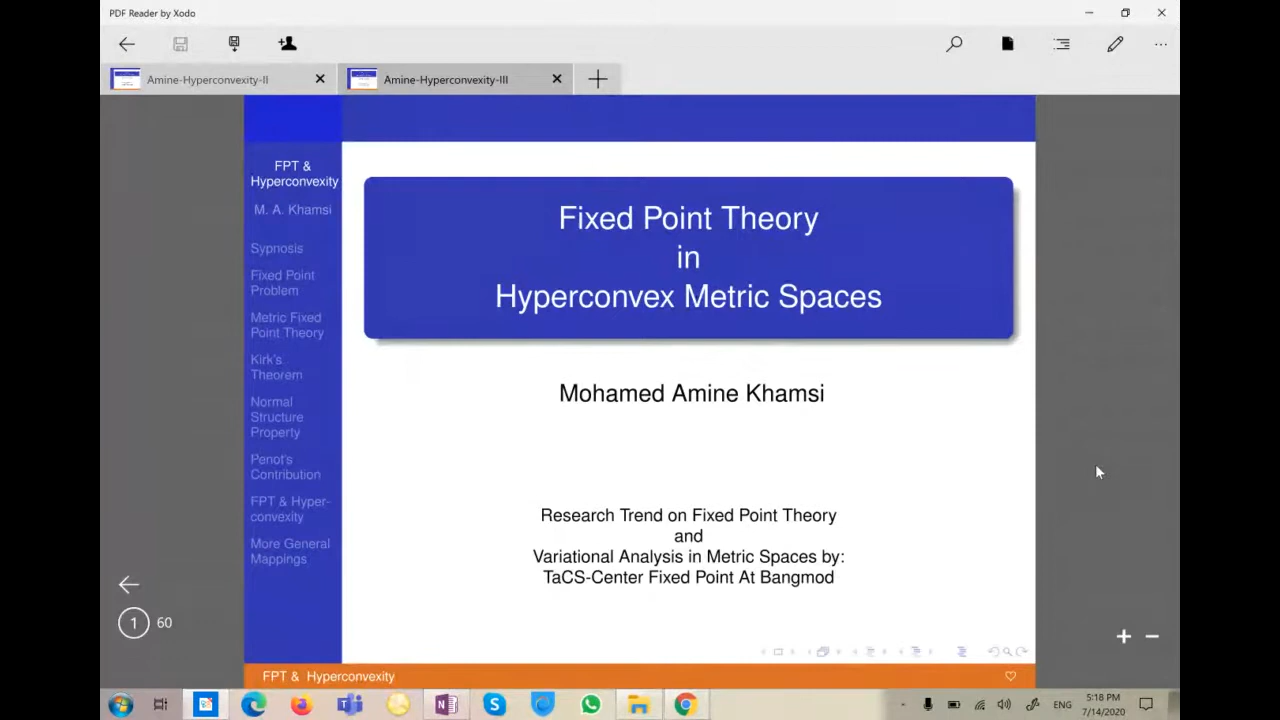 PDF Reader by Xodo
Amine-Hyperconvexity-II
Amine-Hyperconvexity-III
FPT &
Hyperconvexity
M. A. Khamsi
Sypnosis
Fixed Point
Problem
Metric Fixed
Point Theory
Kirk's
Theorem
Normal
Structure
Property
Penot's
Contribution
FPT & Hyper-
convexity
More General
Mappings
Fixed Point Theory
in
Hyperconvex Metric Spaces
Mohamed Amine Khamsi
Research Trend on Fixed Point Theory
and
Variational Analysis in Metric Spaces by:
TaCS-Center Fixed Point At Bangmod
1 60
FPT & Hyperconvexity
ENG
5:18 PM
7/14/2020